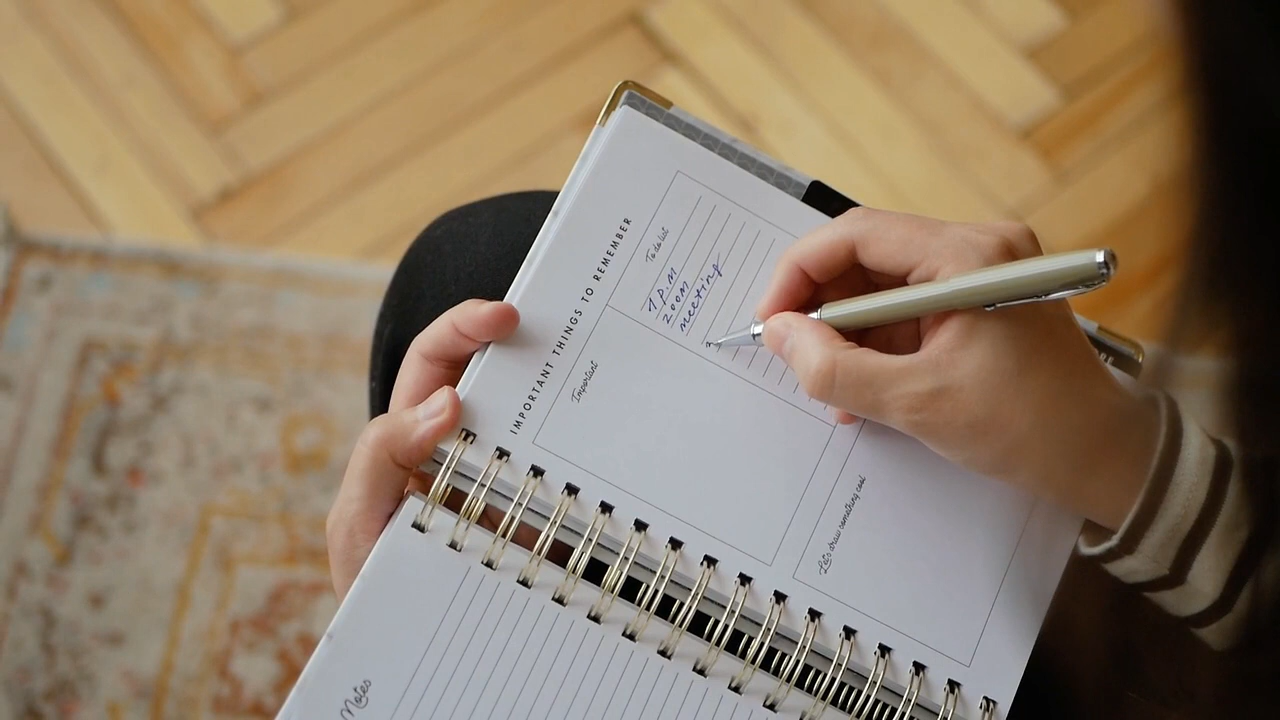 IMPORTANT THINGS TO REMEMBER
To do list
1 P.M
ZOOM
meeting
Important
Let's draw something cool
Notes